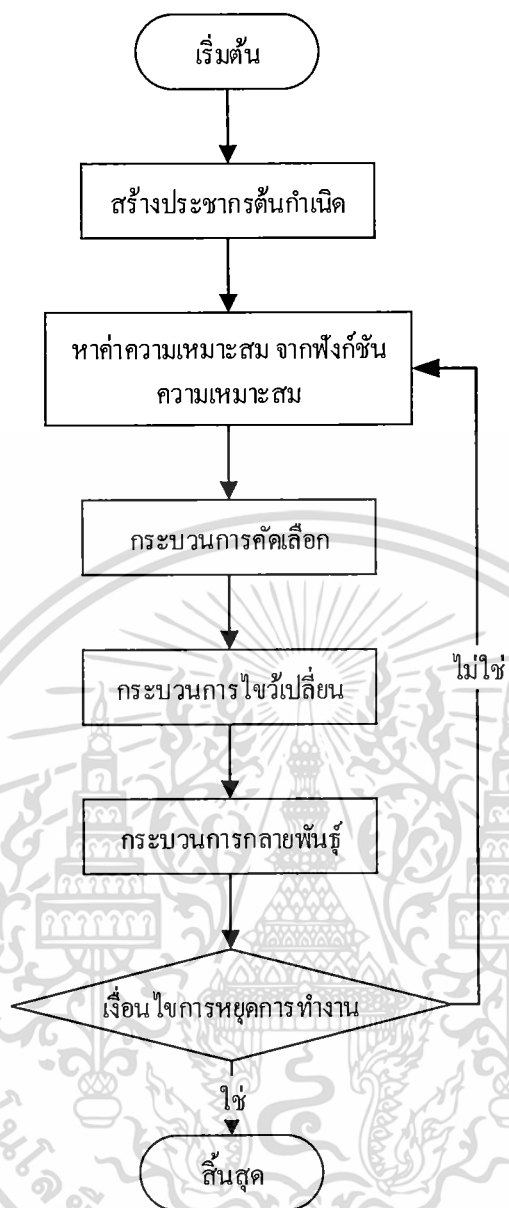 เริ่มต้น
สร้างประชากรต้นกำเนิด
หาค่าความเหมาะสม จากฟังก์ชัน
ความเหมาะสม
กระบวนการคัดเลือก
กระบวนการไขว้เปลี่ยน
ไม่ใช่
กระบวนการกลายพันธุ์
เงื่อนไขการหยุดการทำงาน
ใช่
สิ้นสุด